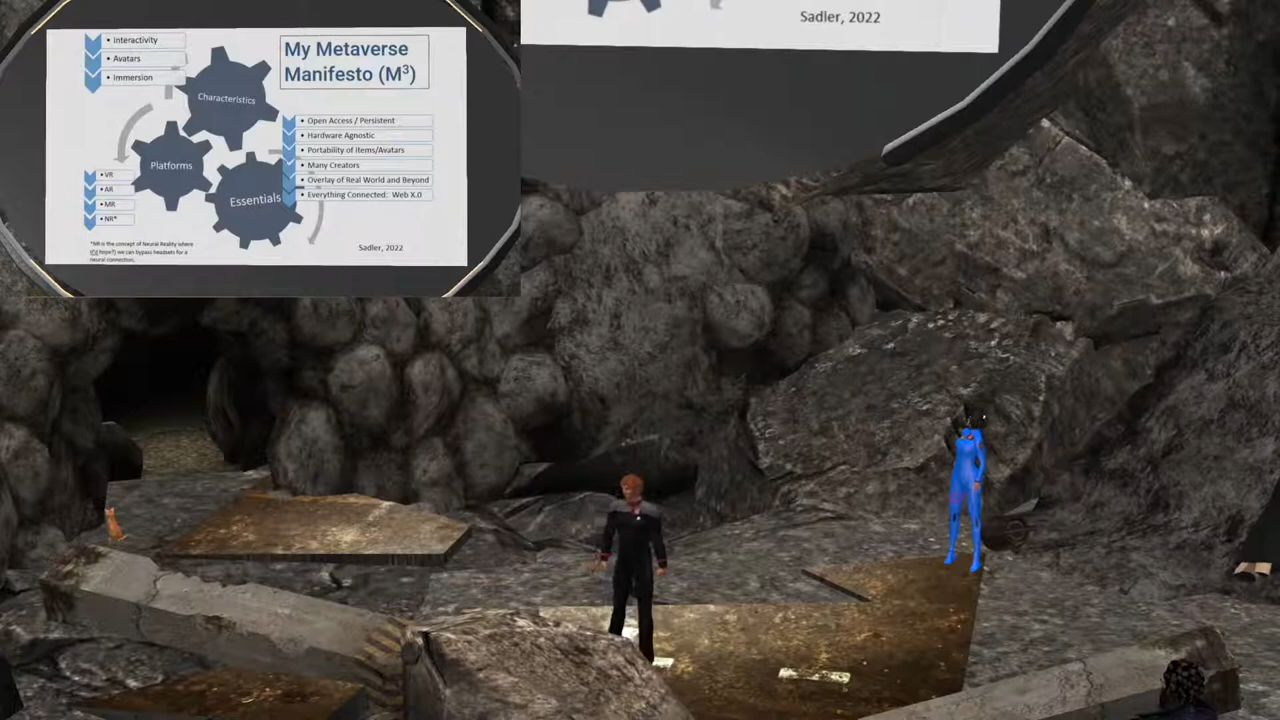 • Interactivity
• Avatars
• Immersion
My Metaverse
Manifesto (M³)
Characteristics
• Open Access / Persistent
• Hardware Agnostic
• Portability of Items/Avatars
• Many Creators
• Overlay of Real World and Beyond
• Everything Connected: Web X.0
Platforms
• VR
• AR
• MR
• NR*
Essentials
*NR is the concept of Neural Reality where
(I'd hope?) we can bypass headsets for a
neural connection.
Sadler, 2022
Sadler, 2022